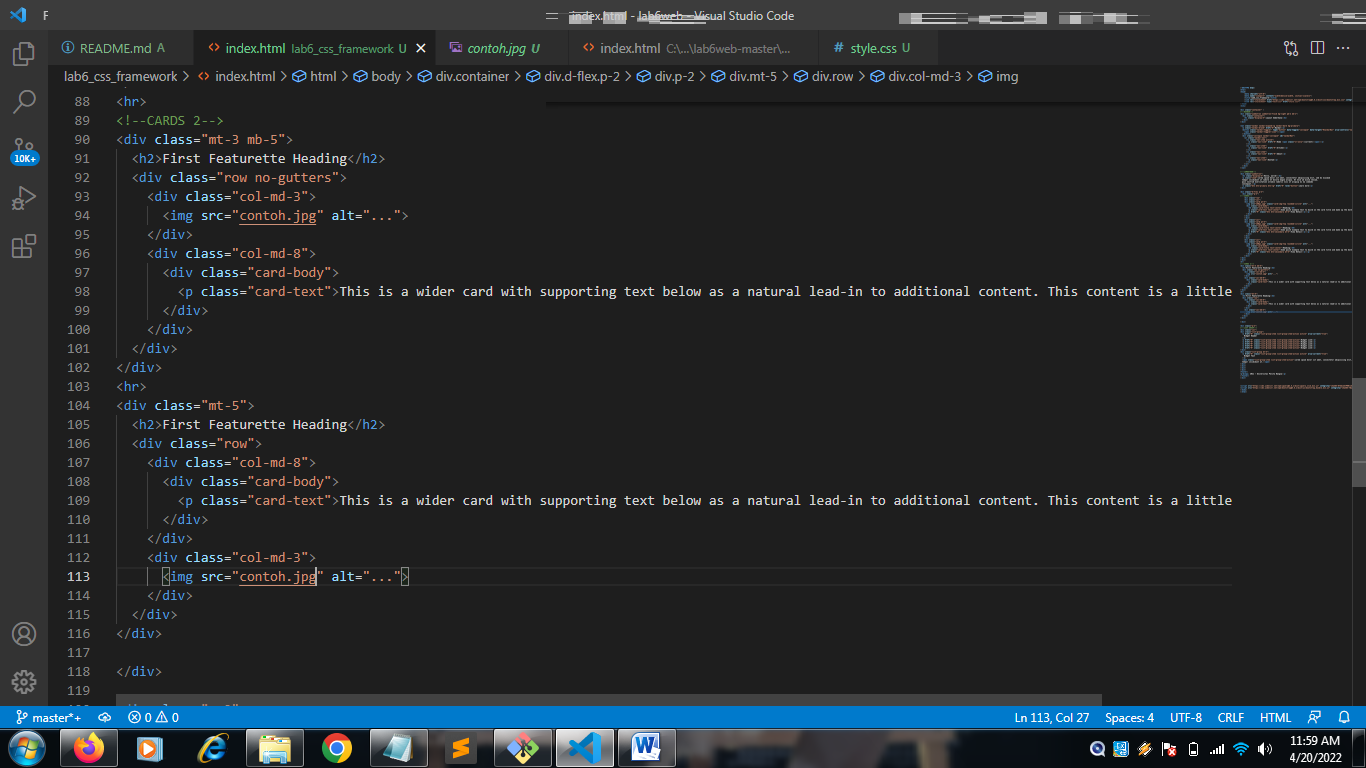 F
index.html - lab6web - Visual Studio Code
README.md A
index.html lab6_css_framework U
contoh.jpg U
index.html C:\...\lab6web-master\...
style.css U
lab6_css_framework > index.html > html > body > div.container > div.d-flex.p-2 > div.p-2 > div.mt-5 > div.row > div.col-md-3 > img
88 <hr>
89 <!--CARDS 2-->
90 <div class="mt-3 mb-5">
91 <h2>First Featurette Heading</h2>
92 <div class="row no-gutters">
93 <div class="col-md-3">
94 <img src="contoh.jpg" alt="...">
95 </div>
96 <div class="col-md-8">
97 <div class="card-body">
98 <p class="card-text">This is a wider card with supporting text below as a natural lead-in to additional content. This content is a little
99 </div>
100 </div>
101 </div>
102 </div>
103 <hr>
104 <div class="mt-5">
105 <h2>First Featurette Heading</h2>
106 <div class="row">
107 <div class="col-md-8">
108 <div class="card-body">
109 <p class="card-text">This is a wider card with supporting text below as a natural lead-in to additional content. This content is a little
110 </div>
111 </div>
112 <div class="col-md-3">
113 <img src="contoh.jpg" alt="...">
114 </div>
115 </div>
116 </div>
117
118 </div>
119
10K+
master*+ 0 0 Ln 113, Col 27 Spaces: 4 UTF-8 CRLF HTML
11:59 AM
4/20/2022